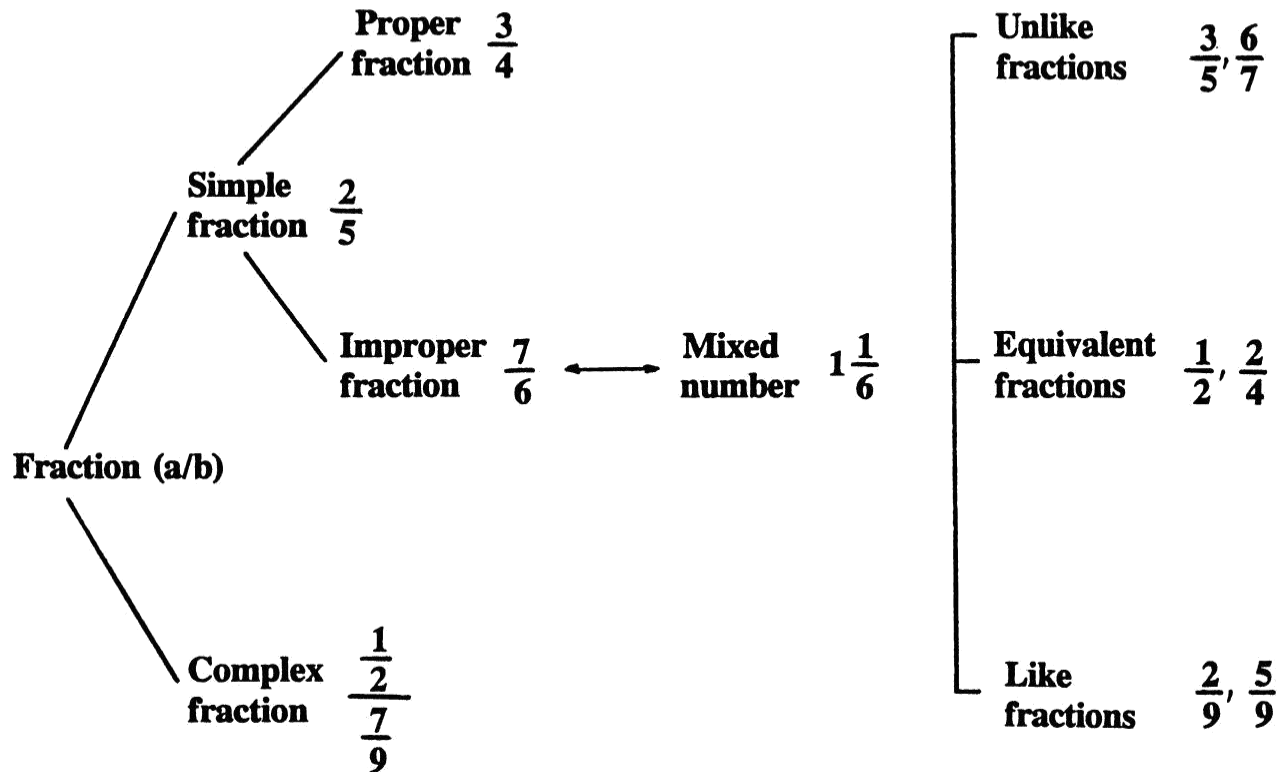 Proper fraction 3/4
Unlike fractions 3/5, 6/7
Simple fraction 2/5
Improper fraction 7/6
Mixed number 1 1/6
Equivalent fractions 1/2, 2/4
Fraction (a/b)
Complex fraction 1/2 / 7/9
Like fractions 2/9, 5/9